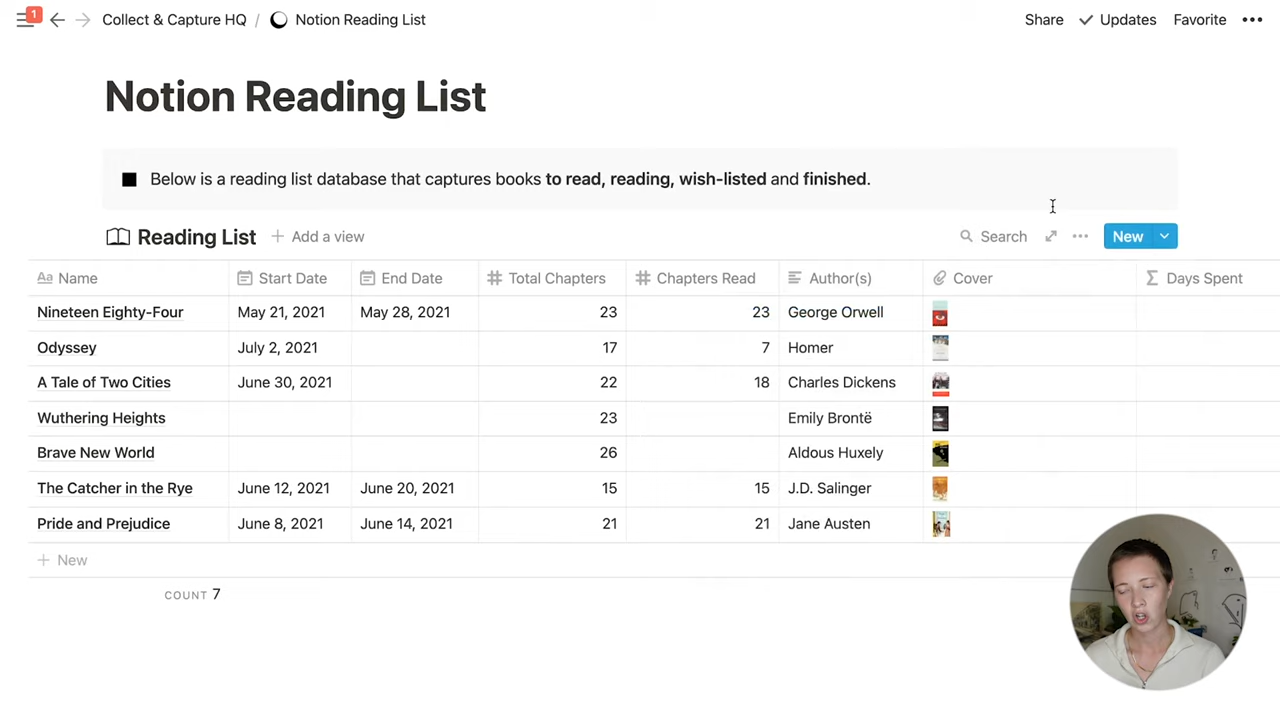 1
Collect & Capture HQ / Notion Reading List
Share Updates Favorite •••
Notion Reading List
Below is a reading list database that captures books to read, reading, wish-listed and finished.
Reading List + Add a view Search ••• New
Aa Name Start Date End Date # Total Chapters # Chapters Read Author(s) Cover Σ Days Spent
Nineteen Eighty-Four May 21, 2021 May 28, 2021 23 23 George Orwell
Odyssey July 2, 2021 17 7 Homer
A Tale of Two Cities June 30, 2021 22 18 Charles Dickens
Wuthering Heights 23 Emily Brontë
Brave New World 26 Aldous Huxely
The Catcher in the Rye June 12, 2021 June 20, 2021 15 15 J.D. Salinger
Pride and Prejudice June 8, 2021 June 14, 2021 21 21 Jane Austen
+ New
COUNT 7